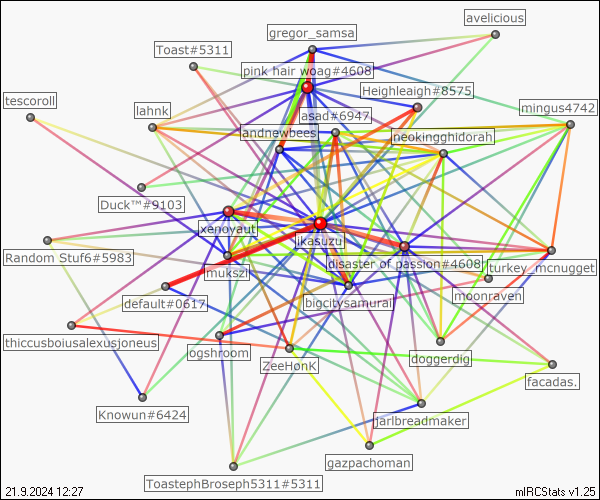 avelicious
gregor_samsa
Toast#5311
pink hair woag#4608
Heighleaigh#8575
tescoroll
lahnk
asad#6947
mingus4742
andnewbees
neokingghidorah
Duck™#9103
xenoyaut
jkasuzu
Random Stuf6#5983
mukszi
disaster of passion#4608
turkey_mcnugget
default#0617
bigcitysamurai
moonraven
thiccusboiusalexusjoneus
ogshroom
ZeeHønK
doggerdig
facadas.
Knowun#6424
jarlbreadmaker
gazpachoman
ToastephBroseph5311#5311
21.9.2024 12:27
mIRCStats v1.25